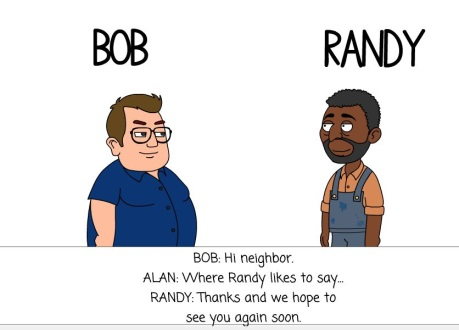 BOB
RANDY
BOB: Hi neighbor.
ALAN: Where Randy likes to say...
RANDY: Thanks and we hope to
see you again soon.